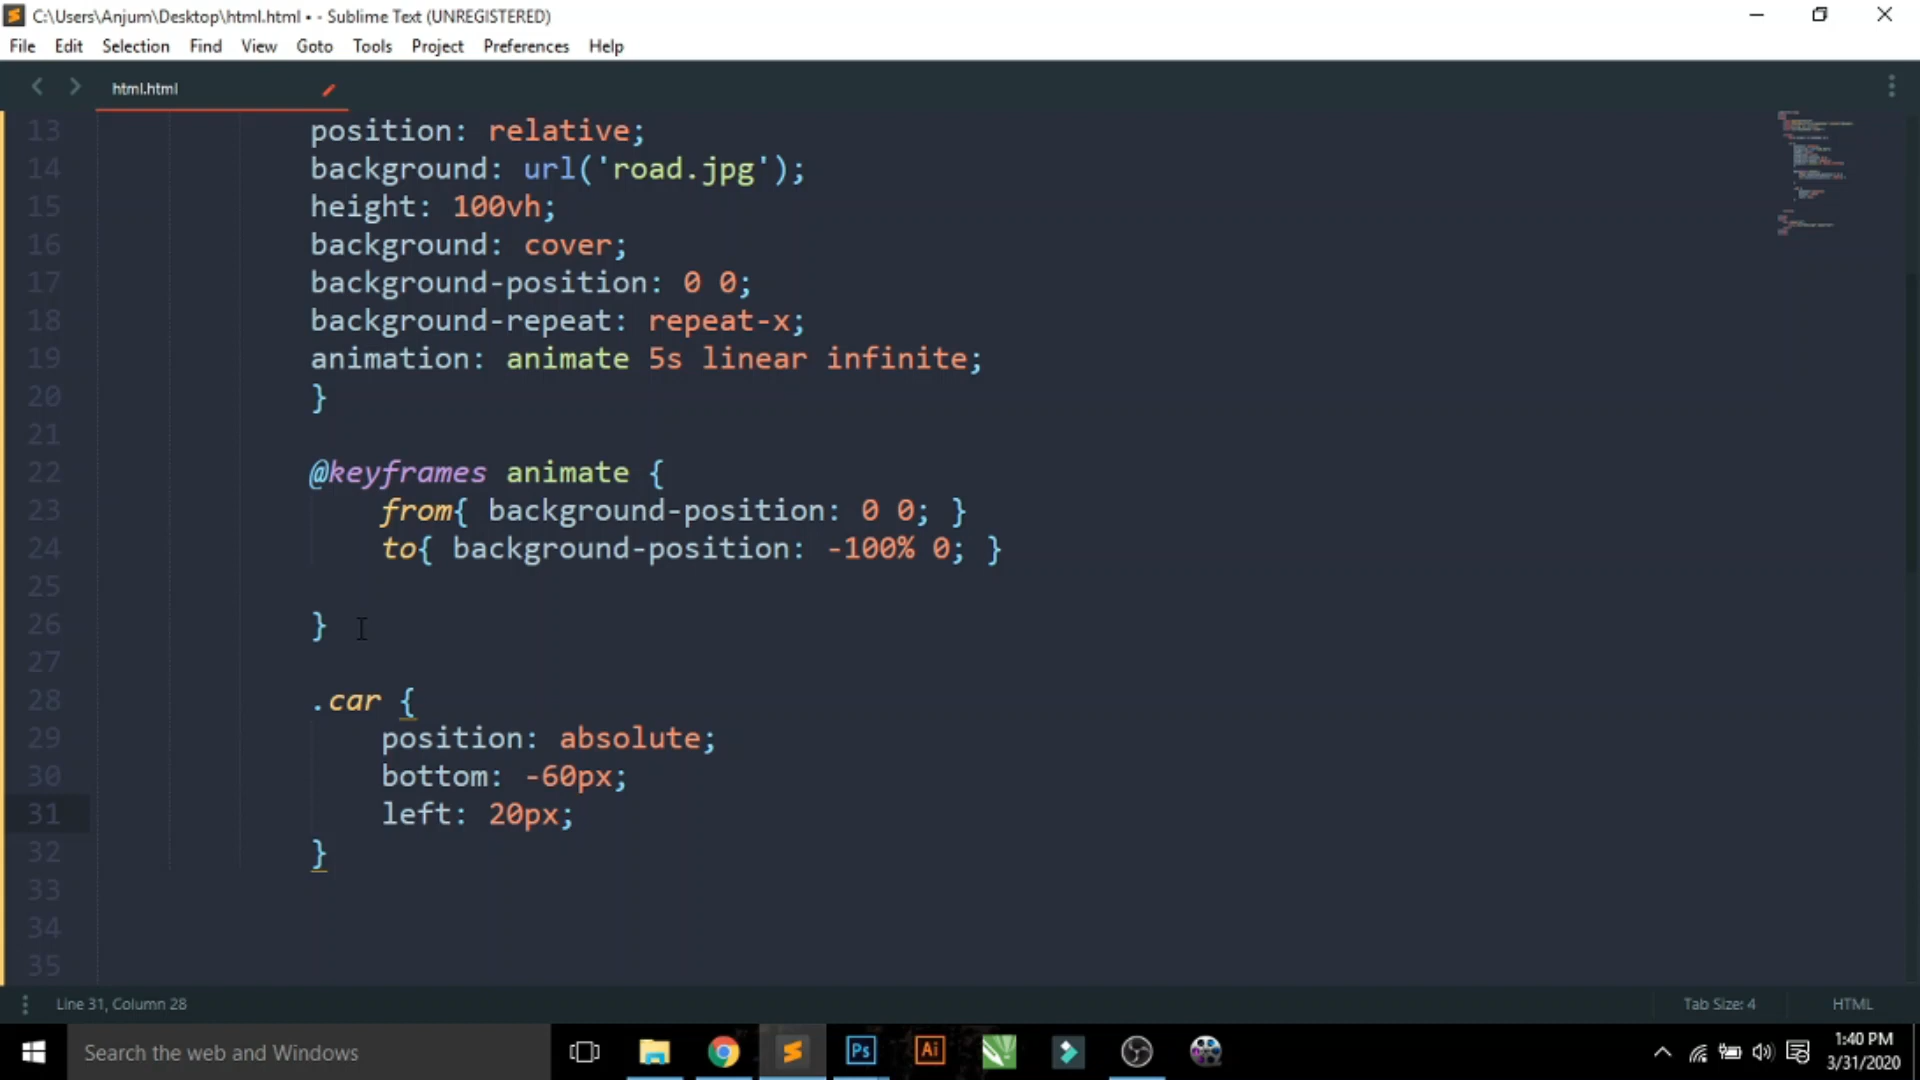 C:\Users\Anjum\Desktop\html.html • - Sublime Text (UNREGISTERED)
File Edit Selection Find View Goto Tools Project Preferences Help
html.html
13 position: relative;
14 background: url('road.jpg');
15 height: 100vh;
16 background: cover;
17 background-position: 0 0;
18 background-repeat: repeat-x;
19 animation: animate 5s linear infinite;
20 }
21
22 @keyframes animate {
23 from{ background-position: 0 0; }
24 to{ background-position: -100% 0; }
25
26 }
27
28 .car {
29 position: absolute;
30 bottom: -60px;
31 left: 20px;
32 }
33
34
35
Line 31, Column 28 Tab Size: 4 HTML
Search the web and Windows Ps Ai 1:40 PM
3/31/2020